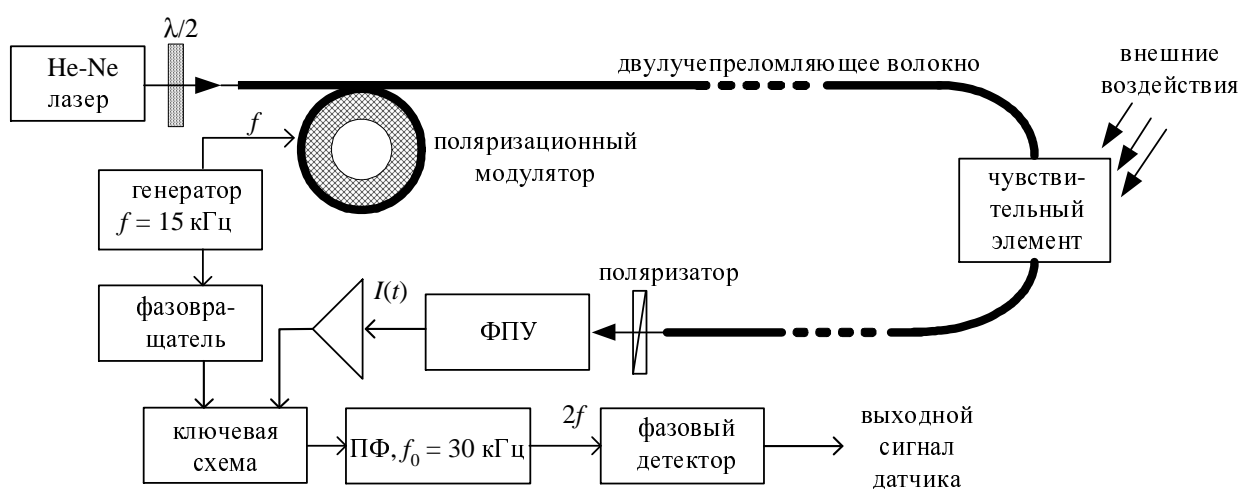 λ/2
He-Ne
лазер
двулучепреломляющее волокно
внешние
воздействия
f
поляризационный
модулятор
генератор
f = 15 кГц
чувстви-
тельный
элемент
поляризатор
фазовра-
щатель
I(t)
ФПУ
ключевая
схема
ПФ, f₀ = 30 кГц
2f
фазовый
детектор
выходной
сигнал
датчика